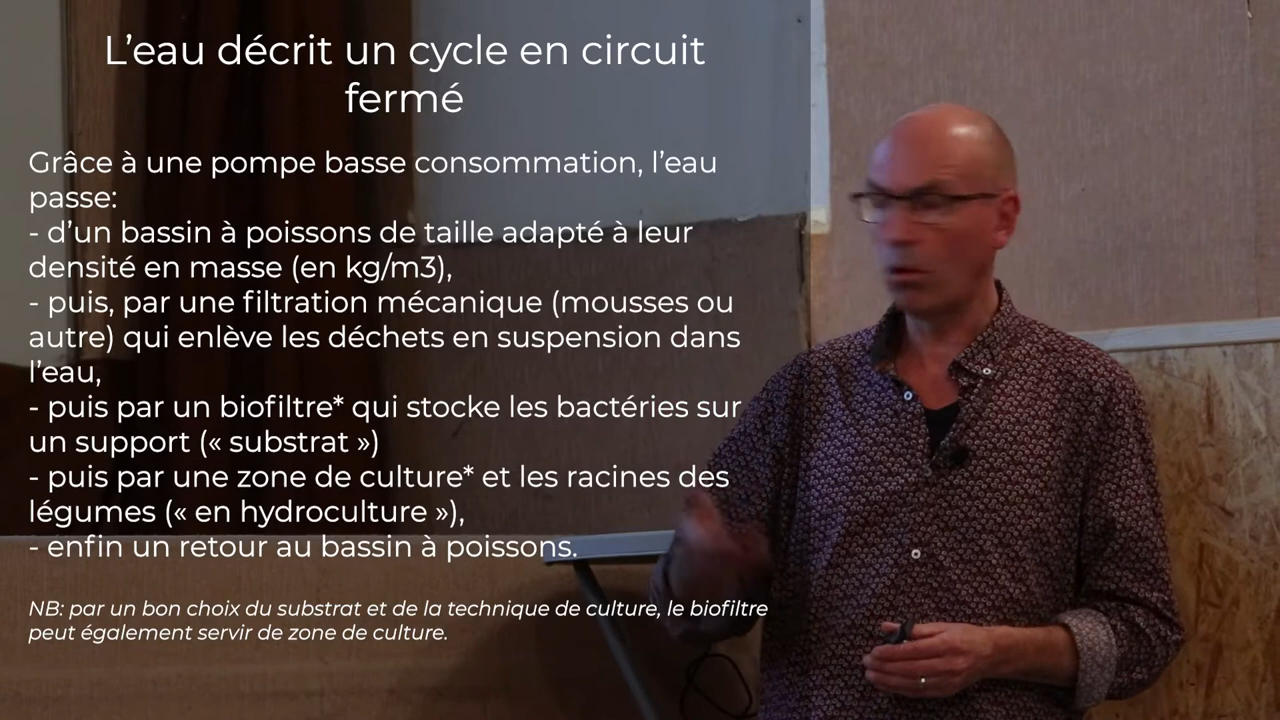 L'eau décrit un cycle en circuit
fermé
Grâce à une pompe basse consommation, l'eau
passe:
- d'un bassin à poissons de taille adapté à leur
densité en masse (en kg/m3),
- puis, par une filtration mécanique (mousses ou
autre) qui enlève les déchets en suspension dans
l'eau,
- puis par un biofiltre* qui stocke les bactéries sur
un support (« substrat »)
- puis par une zone de culture* et les racines des
légumes (« en hydroculture »),
- enfin un retour au bassin à poissons.
NB: par un bon choix du substrat et de la technique de culture, le biofiltre
peut également servir de zone de culture.